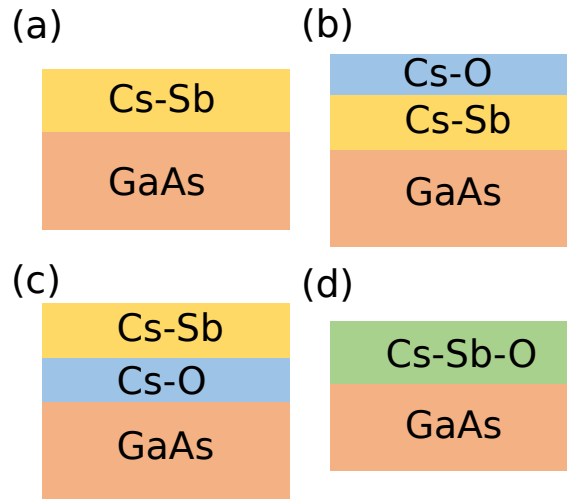 (a)
Cs-Sb
GaAs
(b)
Cs-O
Cs-Sb
GaAs
(c)
Cs-Sb
Cs-O
GaAs
(d)
Cs-Sb-O
GaAs